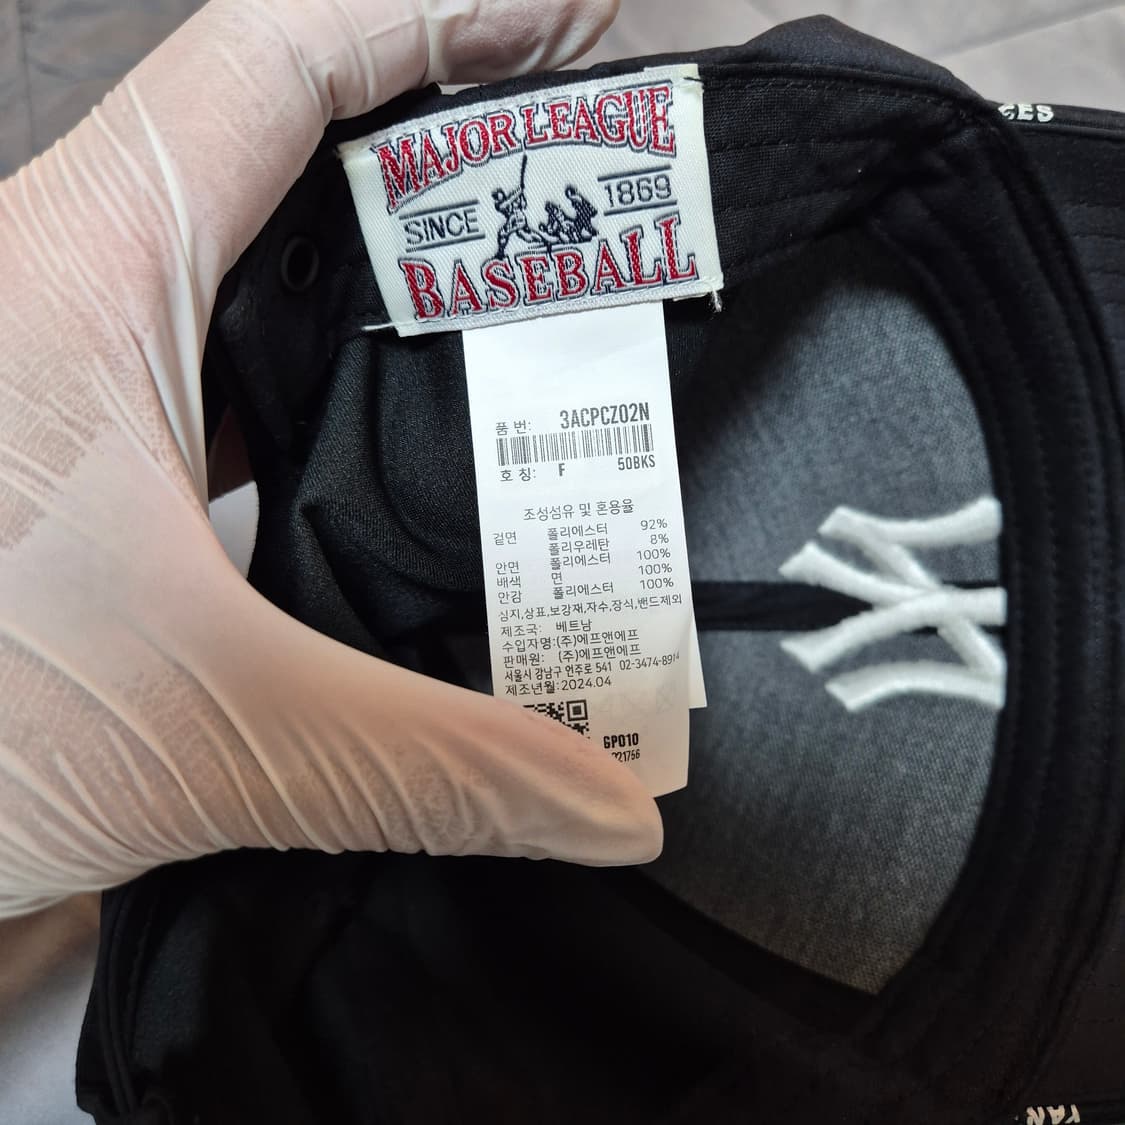 MAJOR LEAGUE
SINCE 1869
BASEBALL
품 번: 3ACPCZ02N
호 칭: F 50BKS
조성섬유 및 혼용율
겉면 폴리에스터 92%
폴리우레탄 8%
안면 폴리에스터 100%
배색 면 100%
안감 폴리에스터 100%
심지,상표,보강재,자수,장식,밴드제외
제조국: 베트남
수입자명:(주)에프앤에프
판매원: (주)에프앤에프
서울시 강남구 언주로 541 02-3474-8914
제조년월:2024.04
GP010
21756
NY